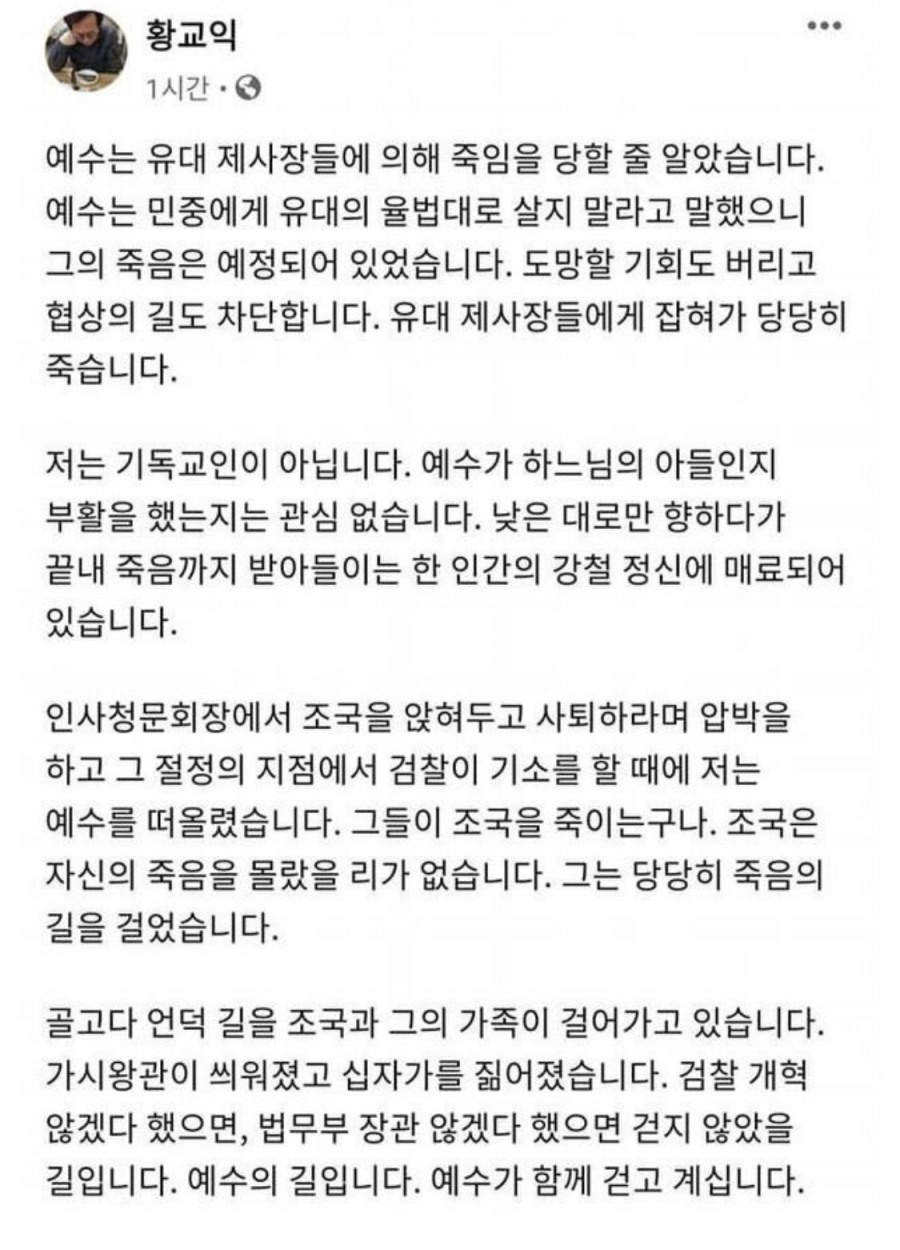 황교익
1시간 ·
예수는 유대 제사장들에 의해 죽임을 당할 줄 알았습니다.
예수는 민중에게 유대의 율법대로 살지 말라고 말했으니
그의 죽음은 예정되어 있었습니다. 도망할 기회도 버리고
협상의 길도 차단합니다. 유대 제사장들에게 잡혀가 당당히
죽습니다.
저는 기독교인이 아닙니다. 예수가 하느님의 아들인지
부활을 했는지는 관심 없습니다. 낮은 대로만 향하다가
끝내 죽음까지 받아들이는 한 인간의 강철 정신에 매료되어
있습니다.
인사청문회장에서 조국을 앉혀두고 사퇴하라며 압박을
하고 그 절정의 지점에서 검찰이 기소를 할 때에 저는
예수를 떠올렸습니다. 그들이 조국을 죽이는구나. 조국은
자신의 죽음을 몰랐을 리가 없습니다. 그는 당당히 죽음의
길을 걸었습니다.
골고다 언덕 길을 조국과 그의 가족이 걸어가고 있습니다.
가시왕관이 씌워졌고 십자가를 짊어졌습니다. 검찰 개혁
않겠다 했으면, 법무부 장관 않겠다 했으면 걷지 않았을
길입니다. 예수의 길입니다. 예수가 함께 걷고 계십니다.